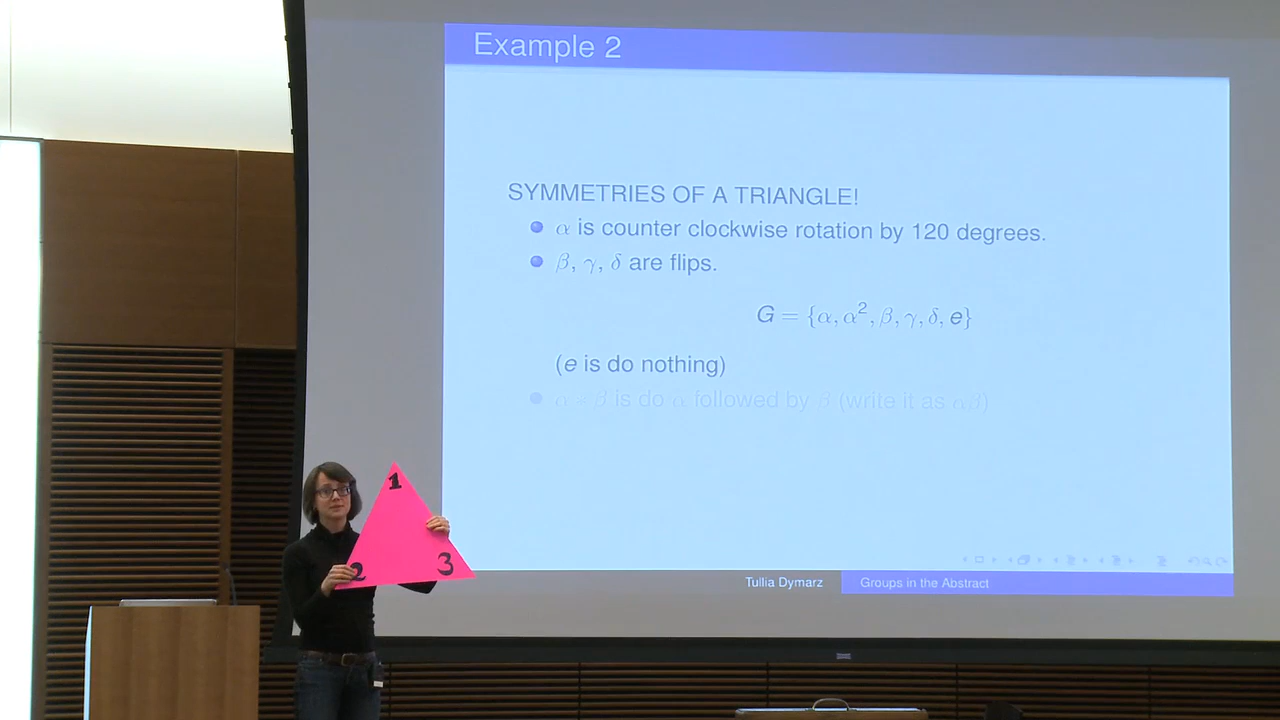 Example 2
SYMMETRIES OF A TRIANGLE!
α is counter clockwise rotation by 120 degrees.
β, γ, δ are flips.
G = {α, α², β, γ, δ, e}
(e is do nothing)
α * β is do α followed by β (write it as αβ)
1
2
3
Tullia Dymarz
Groups in the Abstract